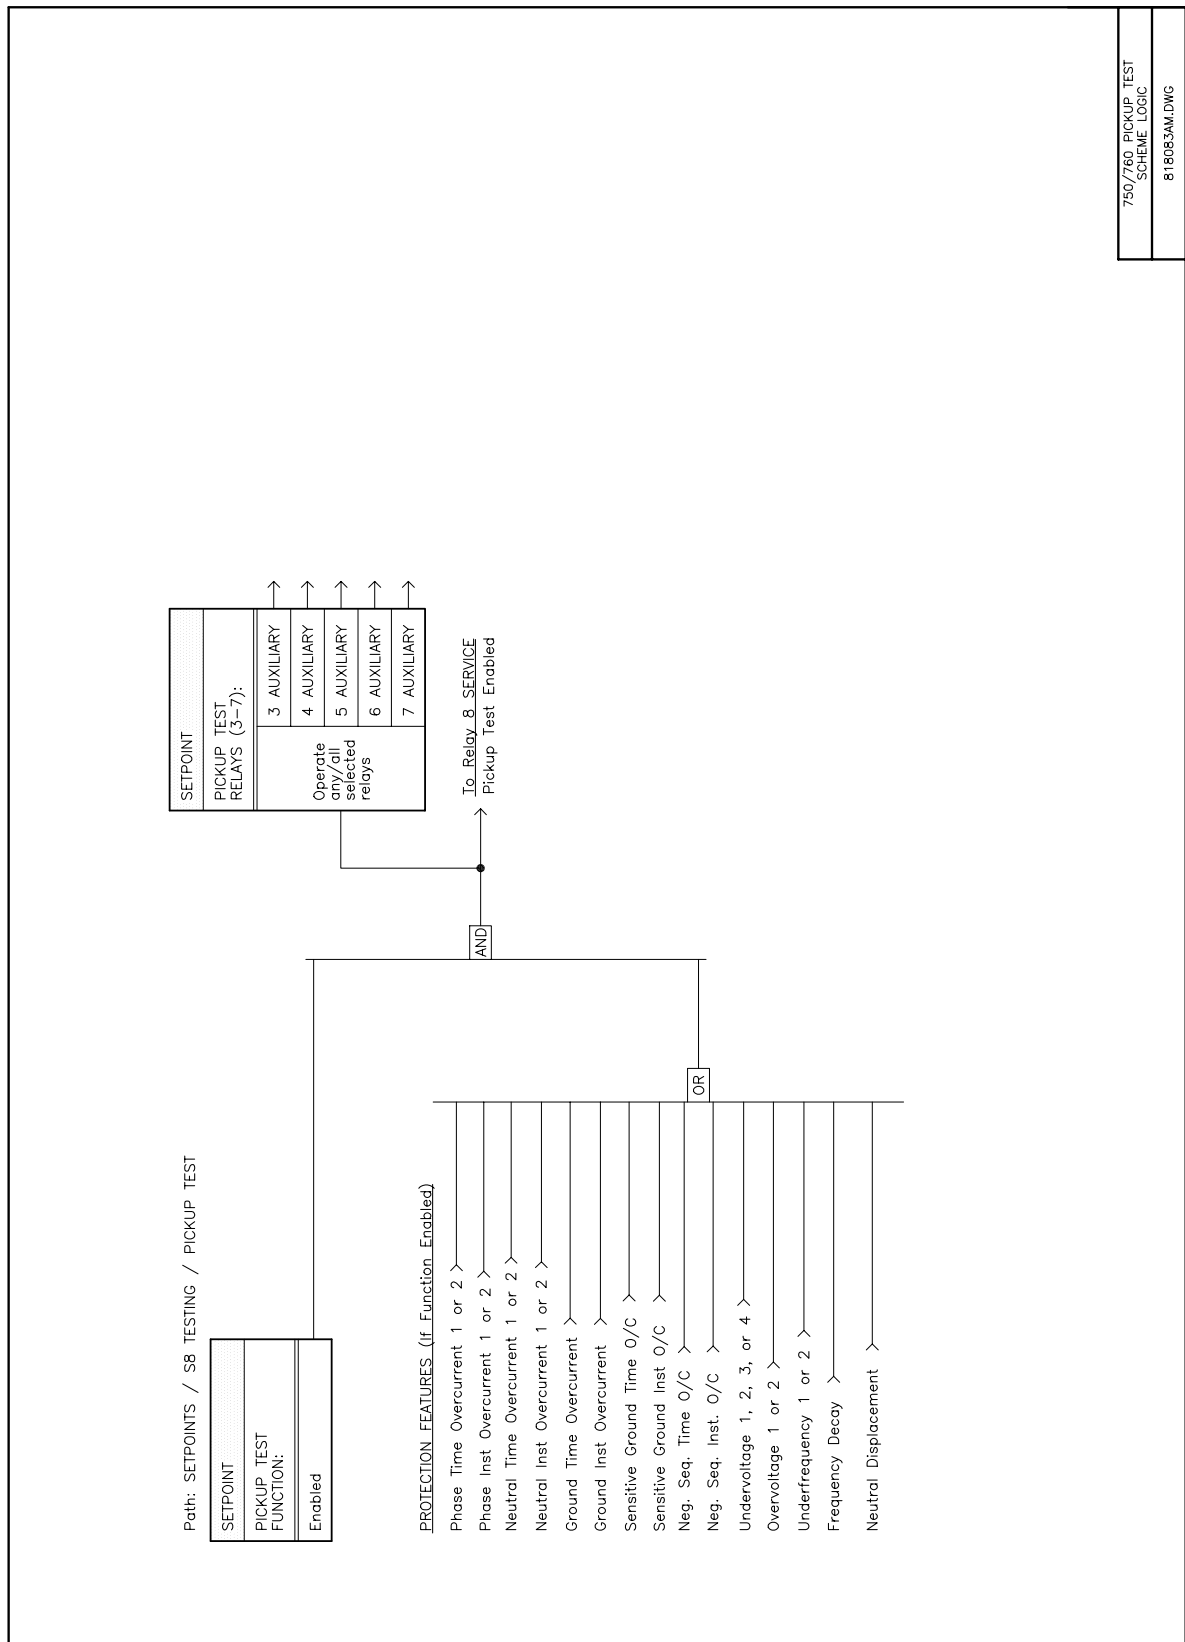 Path: SETPOINTS / S8 TESTING / PICKUP TEST
SETPOINT
PICKUP TEST
FUNCTION:
Enabled
PROTECTION FEATURES (If Function Enabled)
Phase Time Overcurrent 1 or 2
Phase Inst Overcurrent 1 or 2
Neutral Time Overcurrent 1 or 2
Neutral Inst Overcurrent 1 or 2
Ground Time Overcurrent
Ground Inst Overcurrent
Sensitive Ground Time O/C
Sensitive Ground Inst O/C
Neg. Seq. Time O/C
Neg. Seq. Inst. O/C
Undervoltage 1, 2, 3, or 4
Overvoltage 1 or 2
Underfrequency 1 or 2
Frequency Decay
Neutral Displacement
OR
AND
SETPOINT
PICKUP TEST
RELAYS (3-7):
Operate
any/all
selected
relays
3 AUXILIARY
4 AUXILIARY
5 AUXILIARY
6 AUXILIARY
7 AUXILIARY
To Relay 8 SERVICE
Pickup Test Enabled
750/760 PICKUP TEST
SCHEME LOGIC
818083AM.DWG